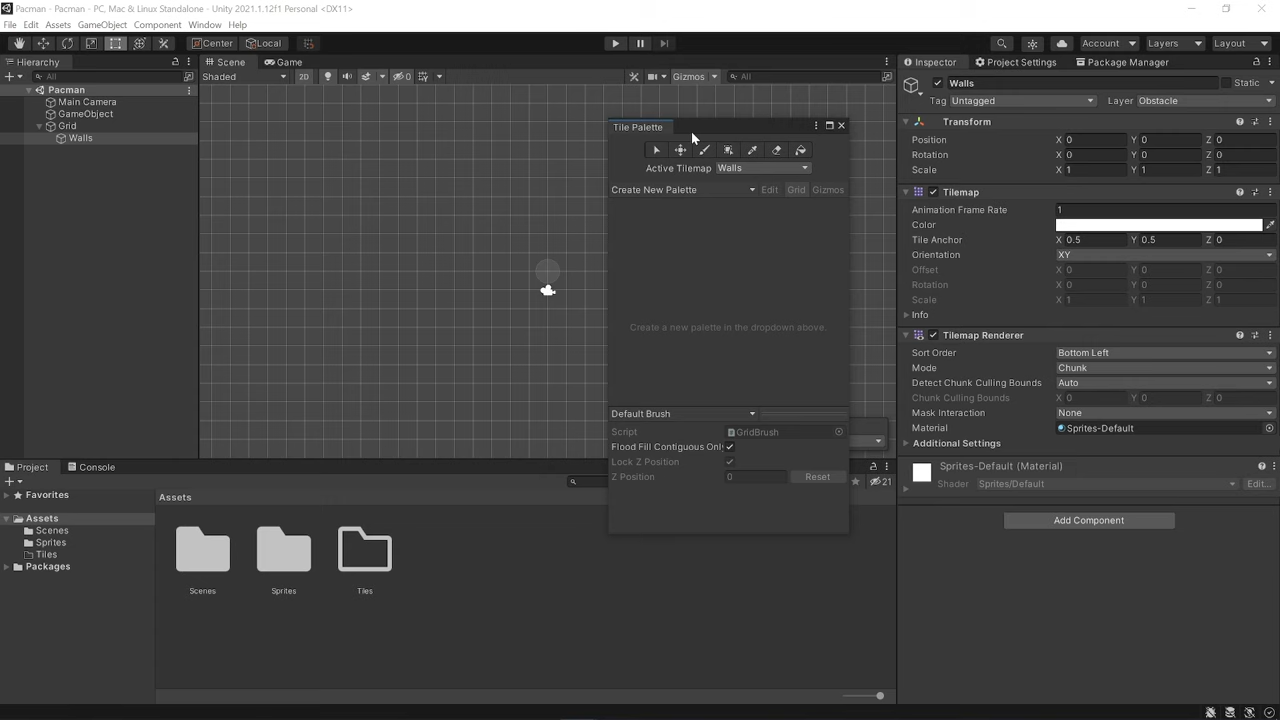 Pacman - Pacman - PC, Mac & Linux Standalone - Unity 2021.1.12f1 Personal <DX11>
File Edit Assets GameObject Component Window Help
Center Local Account Layers Layout
Hierarchy Scene Game Inspector Project Settings Package Manager
All Shaded 2D 0 Gizmos All Walls Static
Pacman
Tag Untagged Layer Obstacle
Main Camera
GameObject
Grid
Walls
Transform
Position X 0 Y 0 Z 0
Rotation X 0 Y 0 Z 0
Scale X 1 Y 1 Z 1
Tilemap
Animation Frame Rate 1
Color
Tile Anchor X 0.5 Y 0.5 Z 0
Orientation XY
Offset X 0 Y 0 Z 0
Rotation X 0 Y 0 Z 0
Scale X 1 Y 1 Z 1
Info
Tilemap Renderer
Sort Order Bottom Left
Mode Chunk
Detect Chunk Culling Bounds Auto
Chunk Culling Bounds X 0 Y 0 Z 0
Mask Interaction None
Material Sprites-Default
Additional Settings
Sprites-Default (Material)
Shader Sprites/Default Edit...
Add Component
Tile Palette
Active Tilemap Walls
Create New Palette Edit Grid Gizmos
Create a new palette in the dropdown above.
Default Brush
Script GridBrush
Flood Fill Contiguous Onl
Lock Z Position
Z Position 0 Reset
Project Console
21
Favorites
Assets
Scenes
Sprites
Tiles
Packages
Assets
Scenes Sprites Tiles